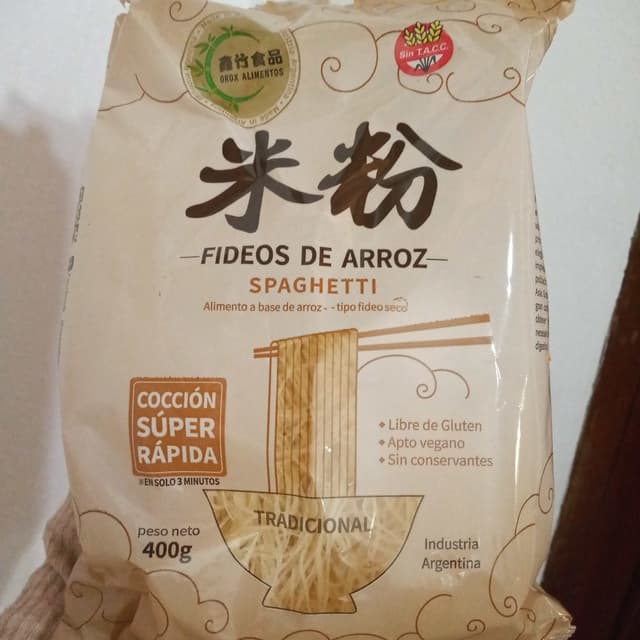 鑫竹食品
OROX ALIMENTOS
Sin T.A.C.C.
米粉
FIDEOS DE ARROZ
SPAGHETTI
Alimento a base de arroz - - tipo fideo seco
COCCIÓN
SÚPER
RÁPIDA
※EN SOLO 3 MINUTOS
• Libre de Gluten
• Apto vegano
• Sin conservantes
TRADICIONAL
peso neto
400g
Industria
Argentina